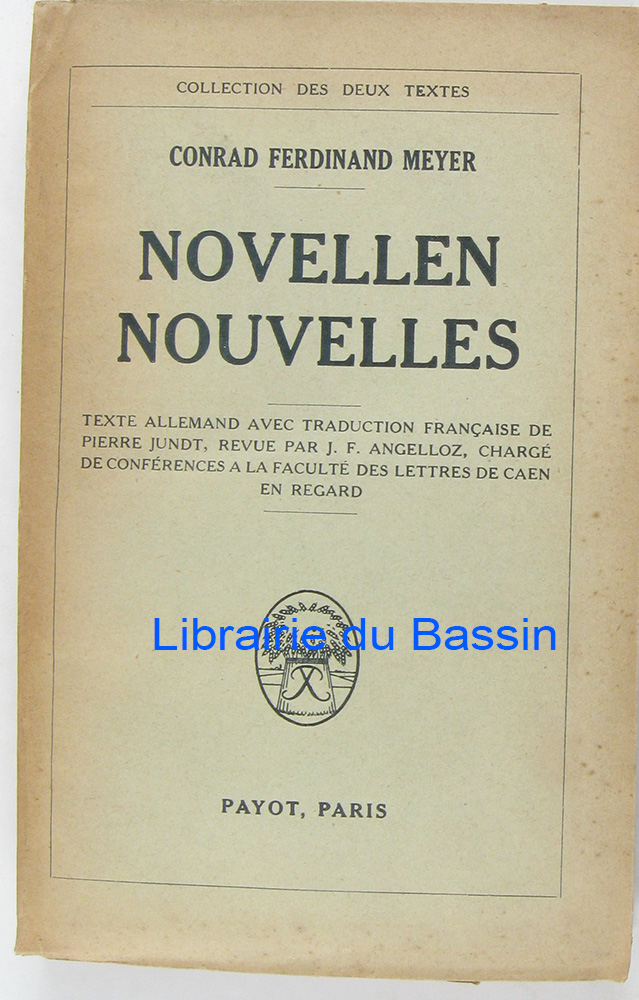 COLLECTION DES DEUX TEXTES
CONRAD FERDINAND MEYER
NOVELLEN
NOUVELLES
TEXTE ALLEMAND AVEC TRADUCTION FRANÇAISE DE
PIERRE JUNDT, REVUE PAR J. F. ANGELLOZ, CHARGÉ
DE CONFÉRENCES A LA FACULTÉ DES LETTRES DE CAEN
EN REGARD
Librairie du Bassin
PAYOT, PARIS